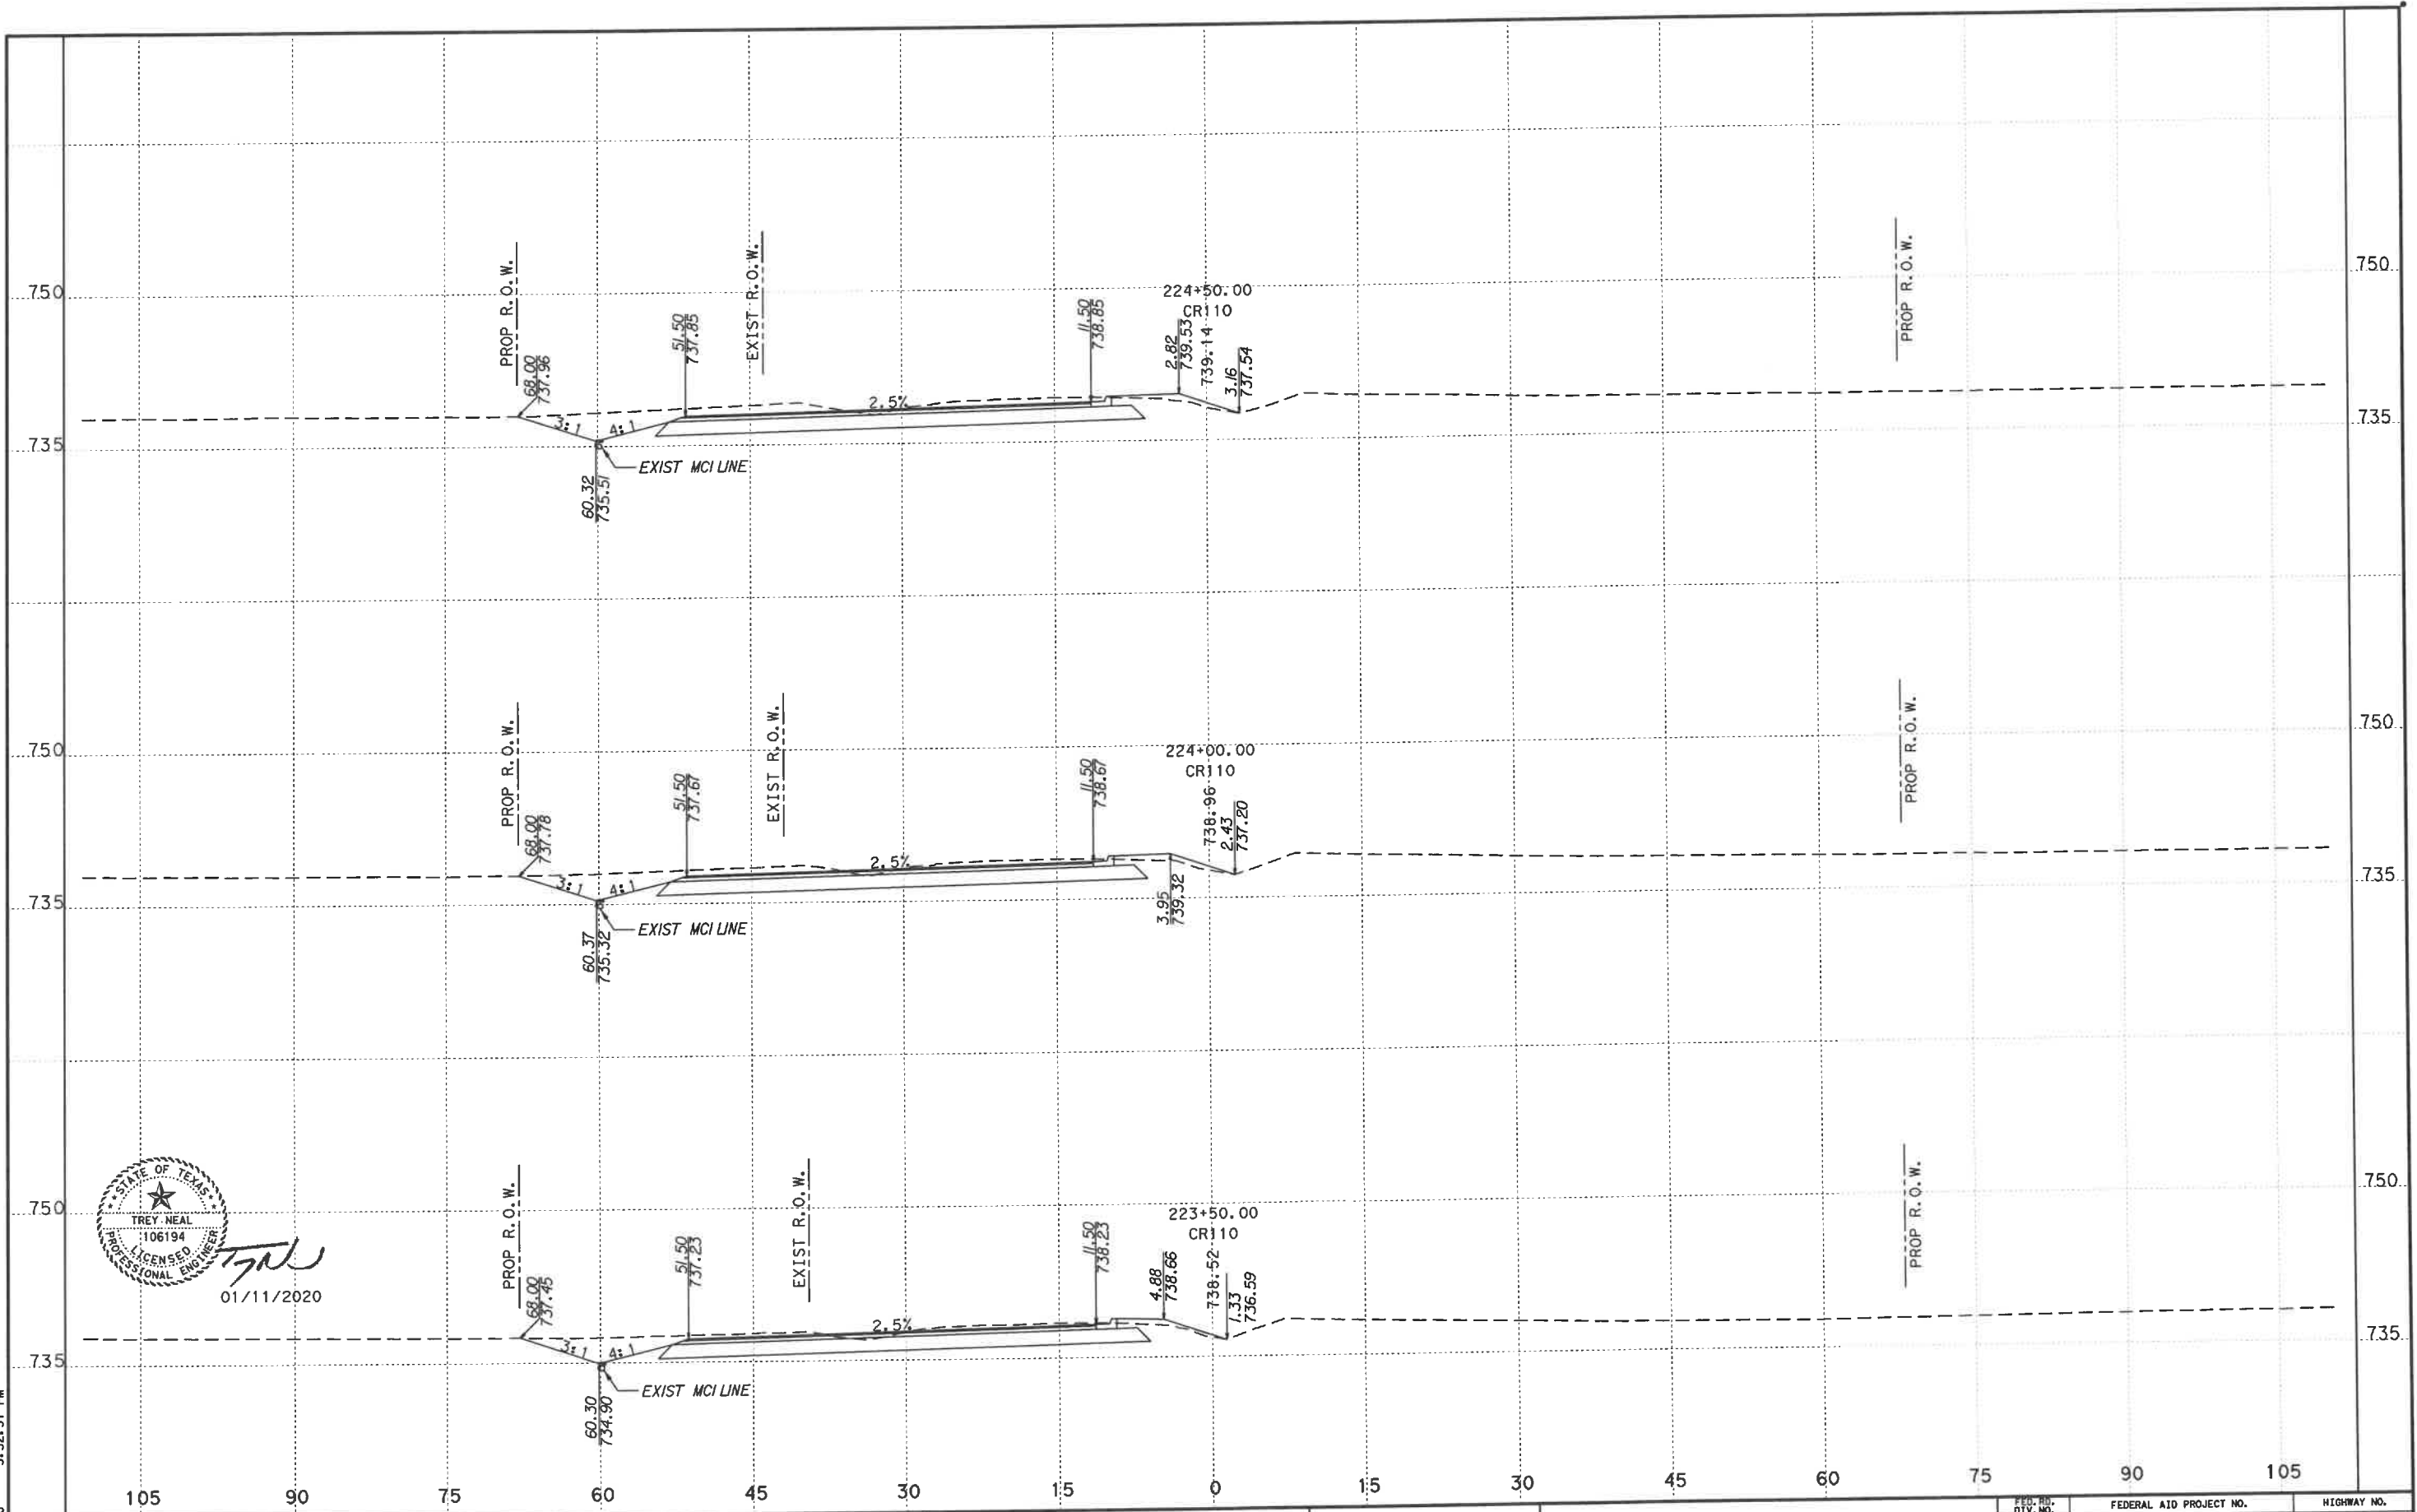 PROP R.O.W.
EXIST R.O.W.
PROP R.O.W.
750
750
224+50.00
CR110
68.00
737.96
51.50
737.85
11.50
738.85
2.82
739.53
739.14
3.16
737.54
2.5%
3:1
4:1
735
735
EXIST MCI LINE
60.32
735.51
PROP R.O.W.
EXIST R.O.W.
PROP R.O.W.
750
750
224+00.00
CR110
68.00
737.78
51.50
737.67
11.50
738.67
738.96
2.43
737.20
2.5%
3:1
4:1
735
735
3.95
739.32
EXIST MCI LINE
60.37
735.32
PROP R.O.W.
EXIST R.O.W.
PROP R.O.W.
750
750
223+50.00
CR110
STATE OF TEXAS
TREY NEAL
106194
LICENSED
PROFESSIONAL ENGINEER
01/11/2020
68.00
737.45
51.50
737.23
11.50
738.23
4.88
738.66
738.52
1.33
736.59
2.5%
3:1
4:1
735
735
EXIST MCI LINE
60.30
734.90
105 90 75 60 45 30 15 0 15 30 45 60 75 90 105
FED.RD.
DIV.NO.
FEDERAL AID PROJECT NO.
HIGHWAY NO.